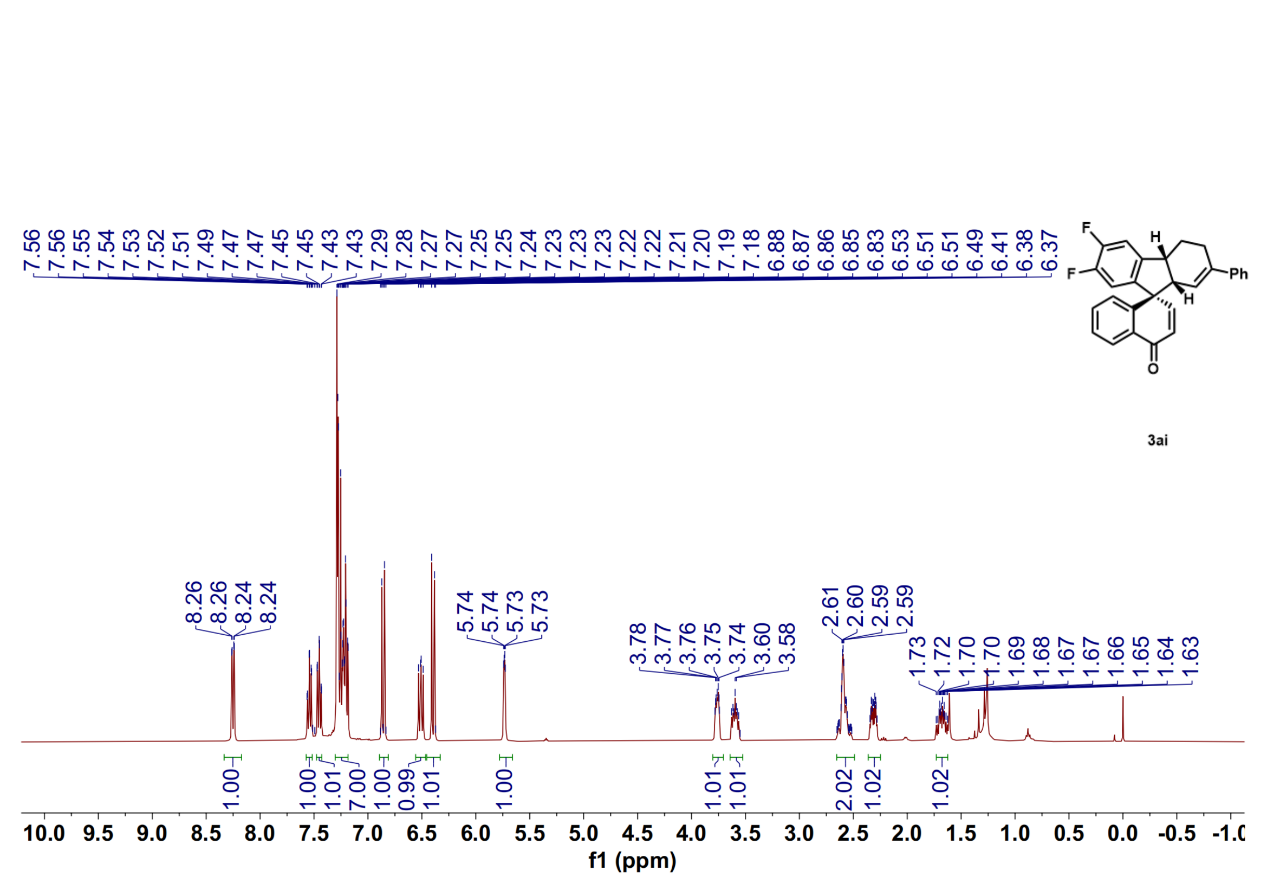 7.56 7.56 7.55 7.54 7.53 7.52 7.51 7.49 7.47 7.47 7.45 7.45 7.43 7.43 7.29 7.28 7.27 7.27 7.25 7.25 7.24 7.23 7.23 7.23 7.22 7.22 7.21 7.20 7.19 7.18 6.88 6.87 6.86 6.85 6.83 6.53 6.51 6.51 6.49 6.41 6.38 6.37
F
H
F
Ph
H
O
3ai
8.26 8.26 8.24 8.24
5.74 5.74 5.73 5.73
3.78 3.77 3.76 3.75 3.74 3.60 3.58
2.61 2.60 2.59 2.59
1.73 1.72 1.70 1.70 1.69 1.68 1.67 1.67 1.66 1.65 1.64 1.63
1.00 1.00 1.01 7.00 1.00 0.99 1.01 1.00 1.01 1.01 2.02 1.02 1.02
10.0 9.5 9.0 8.5 8.0 7.5 7.0 6.5 6.0 5.5 5.0 4.5 4.0 3.5 3.0 2.5 2.0 1.5 1.0 0.5 0.0 -0.5 -1.0
f1 (ppm)